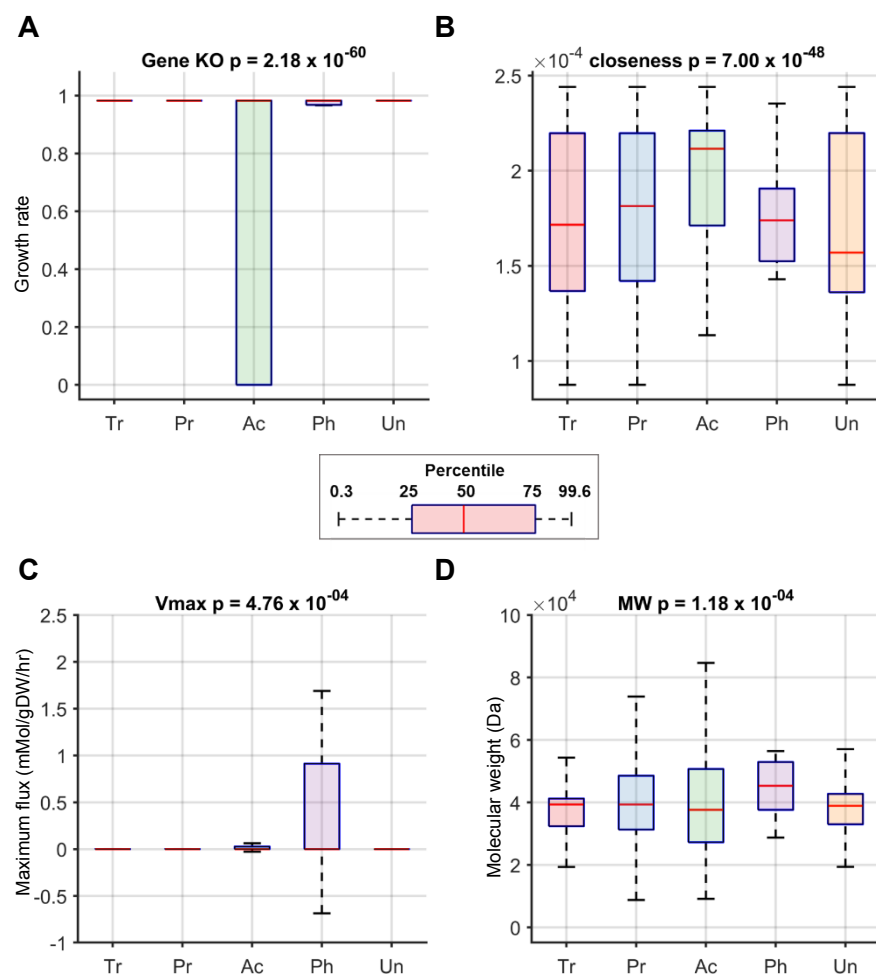 A
Gene KO p = 2.18 x 10^-60
1
0.8
0.6
0.4
0.2
0
Growth rate
Tr Pr Ac Ph Un
B
×10^-4 closeness p = 7.00 x 10^-48
2.5
2
1.5
1
Tr Pr Ac Ph Un
Percentile
0.3 25 50 75 99.6
C
Vmax p = 4.76 x 10^-04
2.5
2
1.5
1
0.5
0
-0.5
-1
Maximum flux (mMol/gDW/hr)
Tr Pr Ac Ph Un
D
×10^4 MW p = 1.18 x 10^-04
10
8
6
4
2
0
Molecular weight (Da)
Tr Pr Ac Ph Un